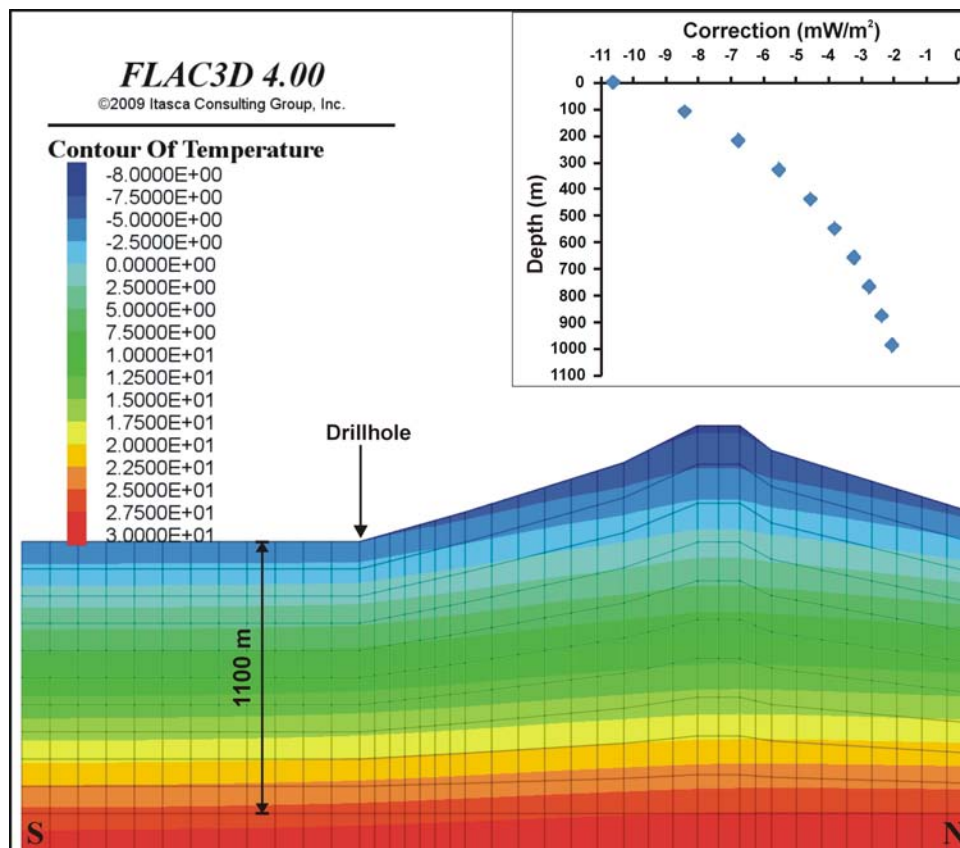 FLAC3D 4.00
©2009 Itasca Consulting Group, Inc.
Contour Of Temperature
-8.0000E+00
-7.5000E+00
-5.0000E+00
-2.5000E+00
0.0000E+00
2.5000E+00
5.0000E+00
7.5000E+00
1.0000E+01
1.2500E+01
1.5000E+01
1.7500E+01
2.0000E+01
2.2500E+01
2.5000E+01
2.7500E+01
3.0000E+01
Correction (mW/m²)
-11 -10 -9 -8 -7 -6 -5 -4 -3 -2 -1 0
Depth (m)
0
100
200
300
400
500
600
700
800
900
1000
1100
Drillhole
1100 m
S
N